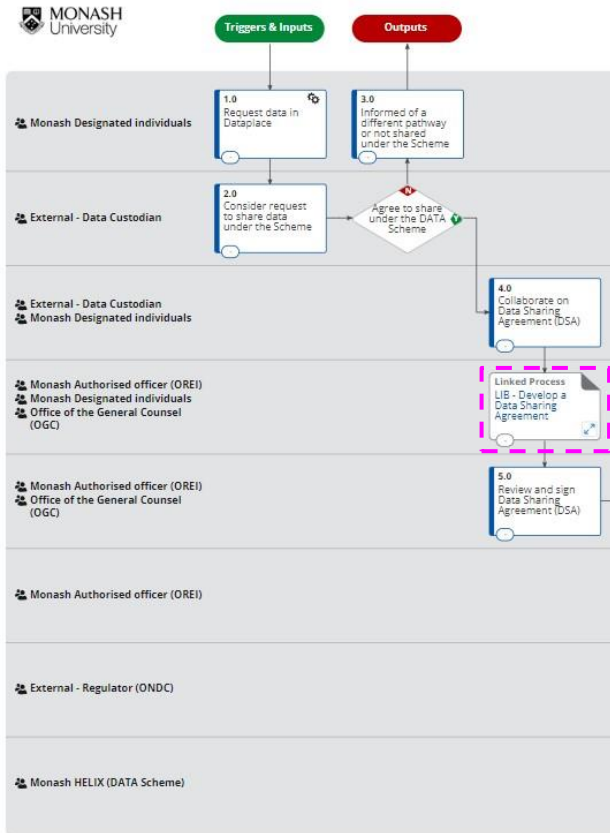 MONASH
University
Triggers & Inputs
Outputs
Monash Designated individuals
1.0
Request data in
Dataplace
3.0
Informed of a
different pathway
or not shared
under the Scheme
External - Data Custodian
2.0
Consider request
to share data
under the Scheme
N
Agree to share
under the DATA
Scheme
Y
External - Data Custodian
Monash Designated individuals
4.0
Collaborate on
Data Sharing
Agreement (DSA)
Monash Authorised officer (OREI)
Monash Designated individuals
Office of the General Counsel
(OGC)
Linked Process
LIB - Develop a
Data Sharing
Agreement
Monash Authorised officer (OREI)
Office of the General Counsel
(OGC)
5.0
Review and sign
Data Sharing
Agreement (DSA)
Monash Authorised officer (OREI)
External - Regulator (ONDC)
Monash HELIX (DATA Scheme)